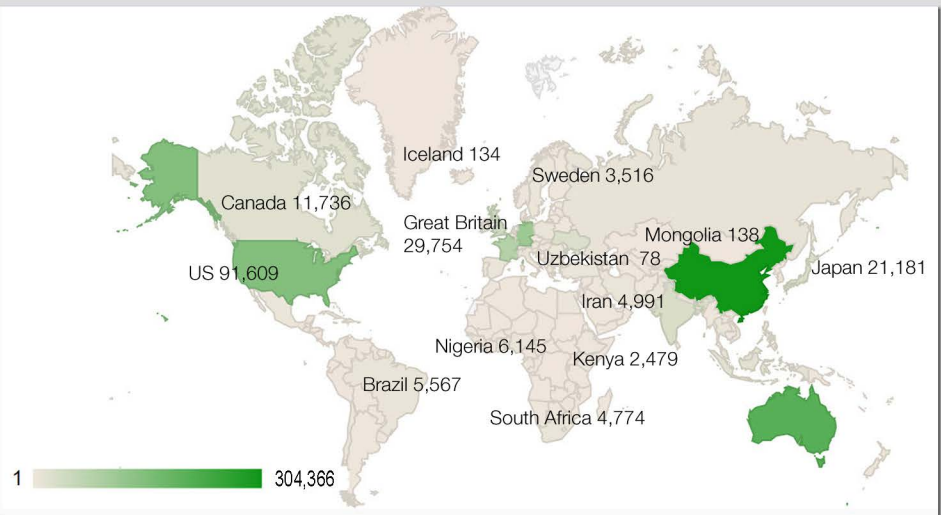 Iceland 134
Sweden 3,516
Canada 11,736
Great Britain
29,754
Mongolia 138
Uzbekistan 78
US 91,609
Japan 21,181
Iran 4,991
Nigeria 6,145
Kenya 2,479
Brazil 5,567
South Africa 4,774
1
304,366